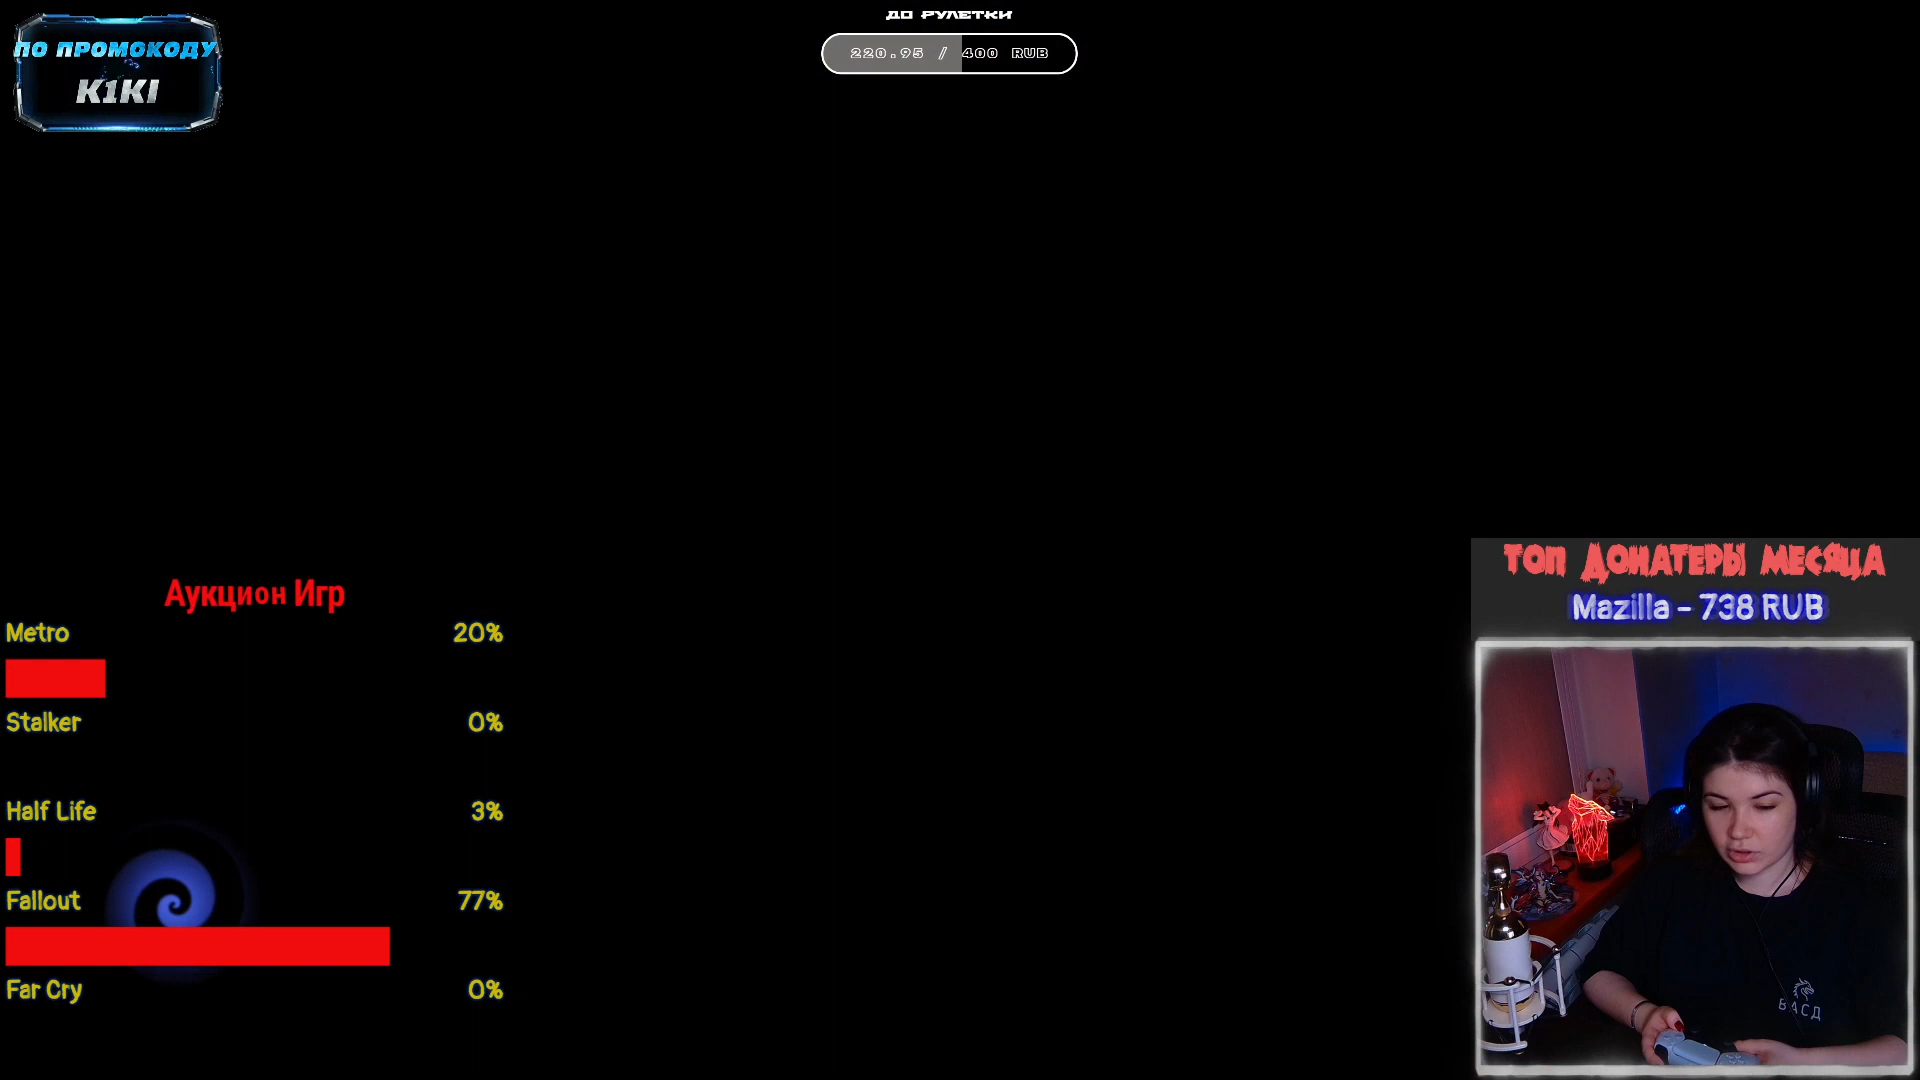 ПО ПРОМОКОДУ
K1KI
ДО РУЛЕТКИ
220.95 / 400 RUB
Аукцион Игр
Metro 20%
Stalker 0%
Half Life 3%
Fallout 77%
Far Cry 0%
ТОП ДОНАТЕРЫ МЕСЯЦА
Mazilla - 738 RUB
ВАСД